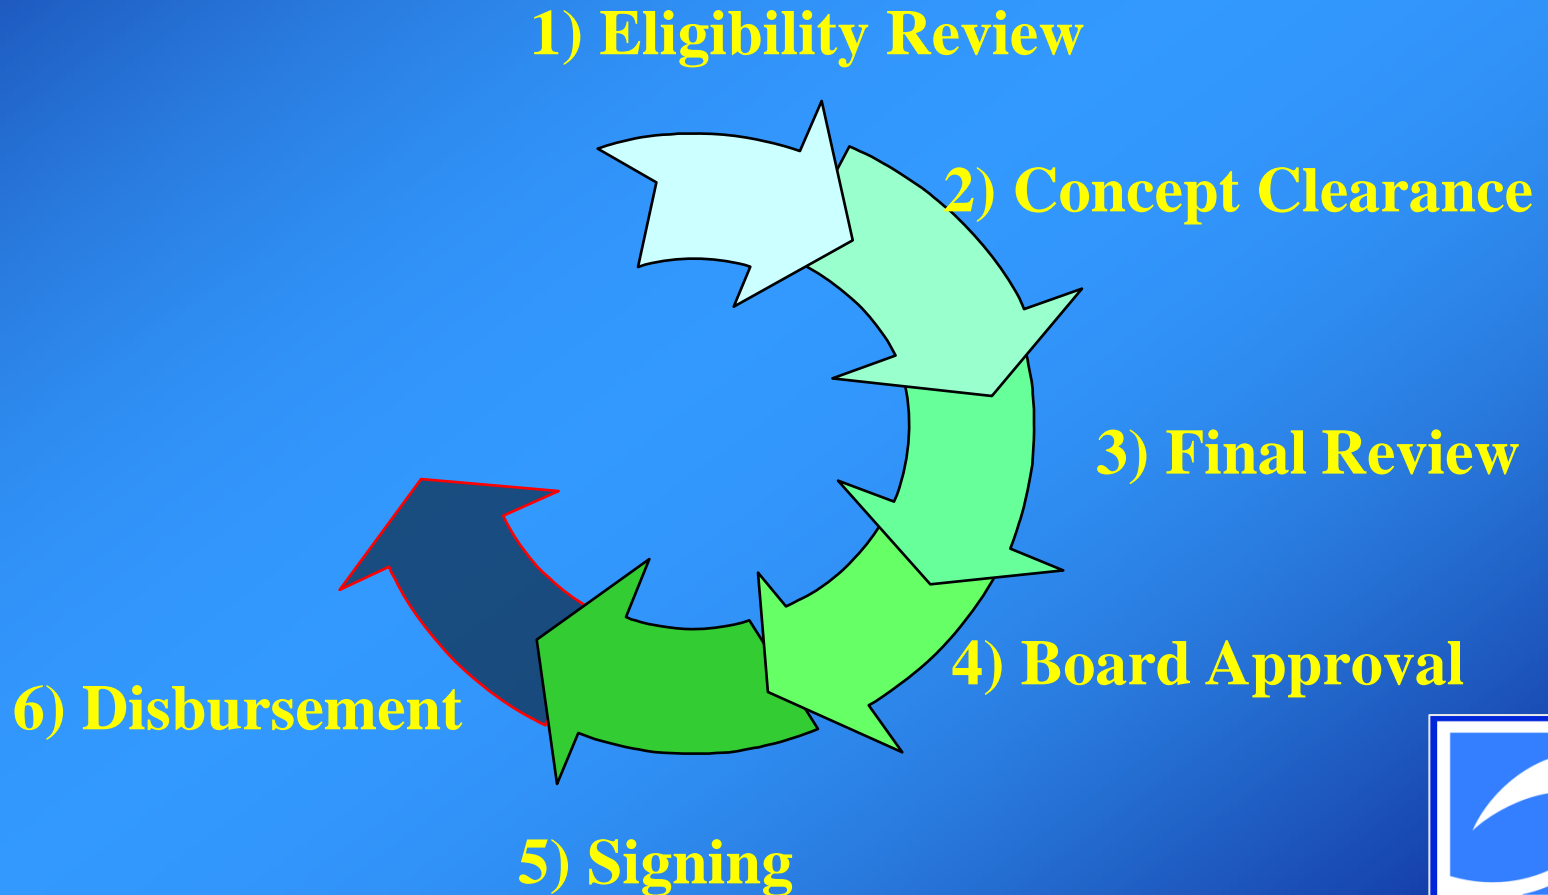 1) Eligibility Review
2) Concept Clearance
3) Final Review
4) Board Approval
5) Signing
6) Disbursement